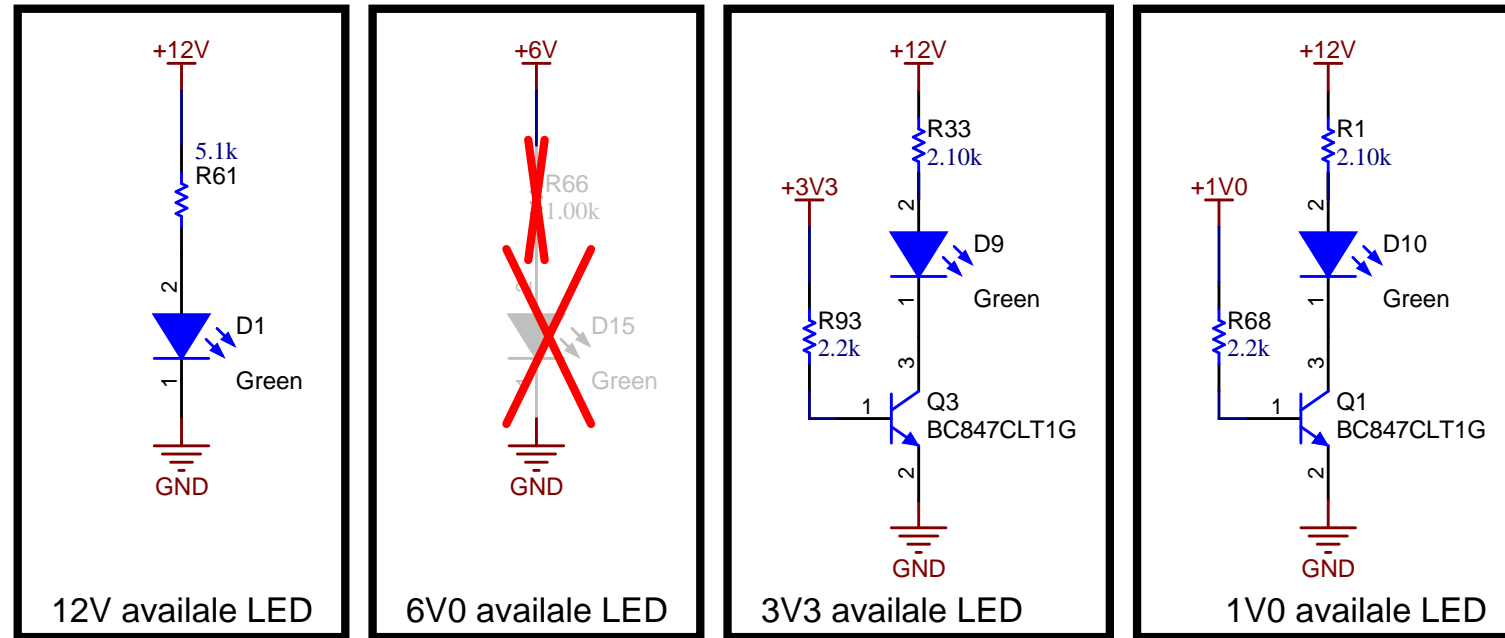 +12V
5.1k
R61
2
D1
1
Green
GND
12V availale LED
+6V
R66
1.00k
D15
Green
GND
6V0 availale LED
+12V
R33
2.10k
+3V3
2
D9
1
Green
R93
2.2k
3
1
Q3
BC847CLT1G
2
GND
3V3 availale LED
+12V
R1
2.10k
+1V0
2
D10
1
Green
R68
2.2k
3
1
Q1
BC847CLT1G
2
GND
1V0 availale LED